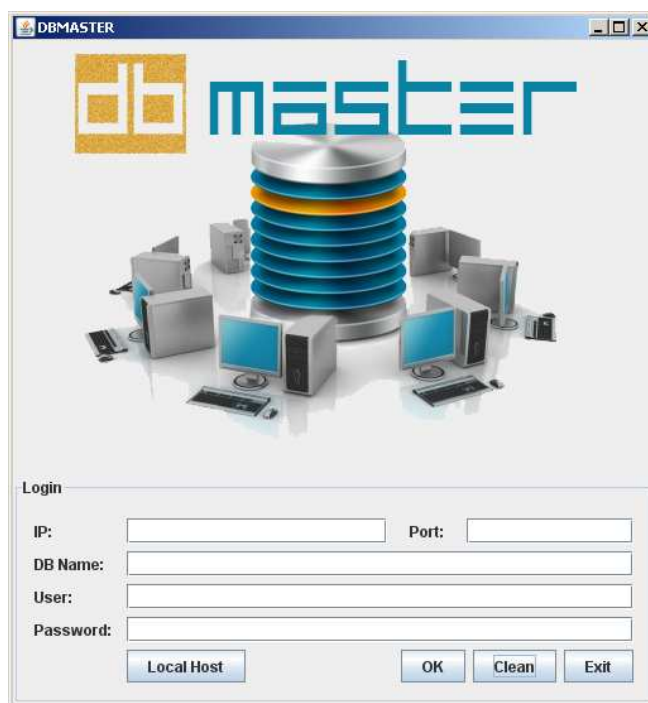 DBMASTER
db master
Login
IP: Port:
DB Name:
User:
Password:
Local Host OK Clean Exit